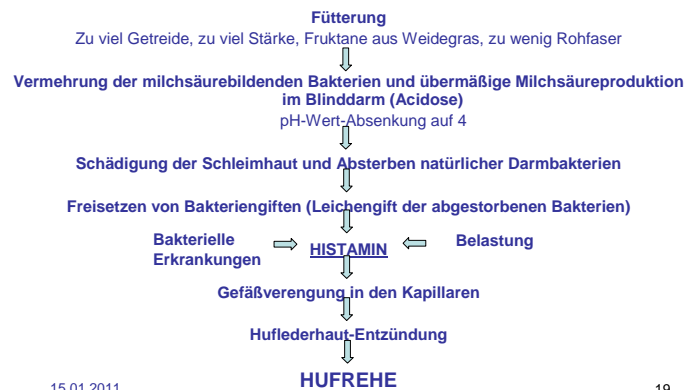 Fütterung
Zu viel Getreide, zu viel Stärke, Fruktane aus Weidegras, zu wenig Rohfaser
Vermehrung der milchsäurebildenden Bakterien und übermäßige Milchsäureproduktion
im Blinddarm (Acidose)
pH-Wert-Absenkung auf 4
Schädigung der Schleimhaut und Absterben natürlicher Darmbakterien
Freisetzen von Bakteriengiften (Leichengift der abgestorbenen Bakterien)
Bakterielle
Erkrankungen
HISTAMIN
Belastung
Gefäßverengung in den Kapillaren
Huflederhaut-Entzündung
HUFREHE
15.01.2011
19